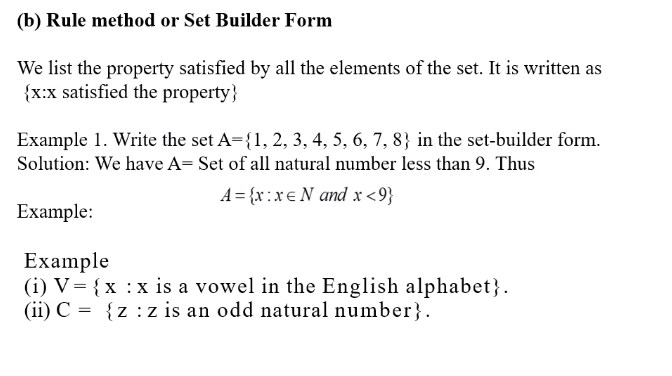 (b) Rule method or Set Builder Form
We list the property satisfied by all the elements of the set. It is written as
{x:x satisfied the property}
Example 1. Write the set A={1, 2, 3, 4, 5, 6, 7, 8} in the set-builder form.
Solution: We have A= Set of all natural number less than 9. Thus
A = {x : x ∈ N and x < 9}
Example:
Example
(i) V = { x : x is a vowel in the English alphabet}.
(ii) C = {z : z is an odd natural number}.